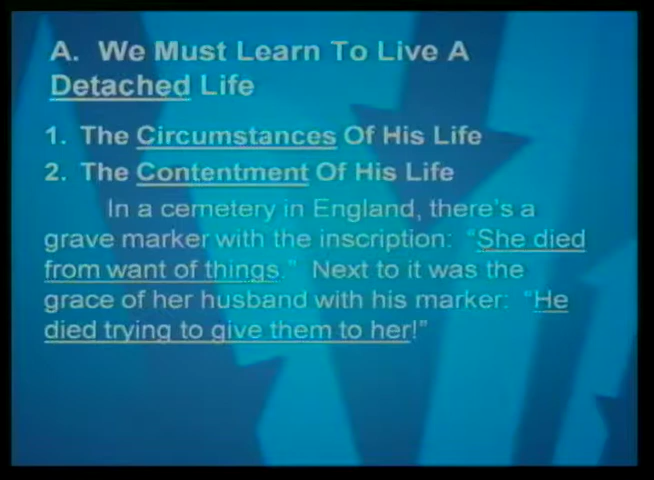 A. We Must Learn To Live A
Detached Life
1. The Circumstances Of His Life
2. The Contentment Of His Life
In a cemetery in England, there's a
grave marker with the inscription: “She died
from want of things.” Next to it was the
grace of her husband with his marker: “He
died trying to give them to her!”